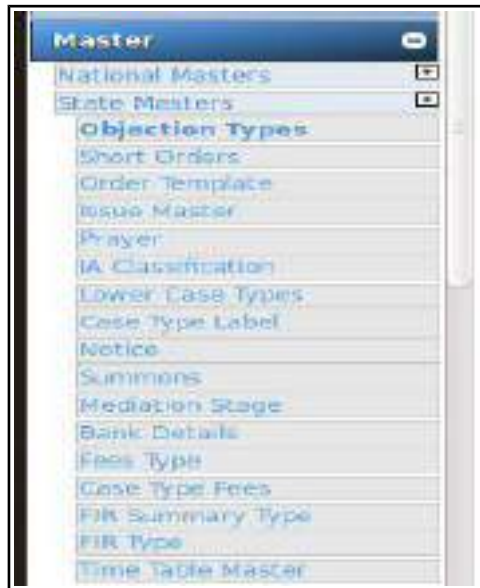 Master
National Masters
State Masters
Objection Types
Short Orders
Order Template
Issue Master
Prayer
IA Classification
Lower Case Types
Case Type Label
Notice
Summons
Mediation Stage
Bank Details
Fees Type
Case Type Fees
FIR Summary Type
FIR Type
Time Table Master